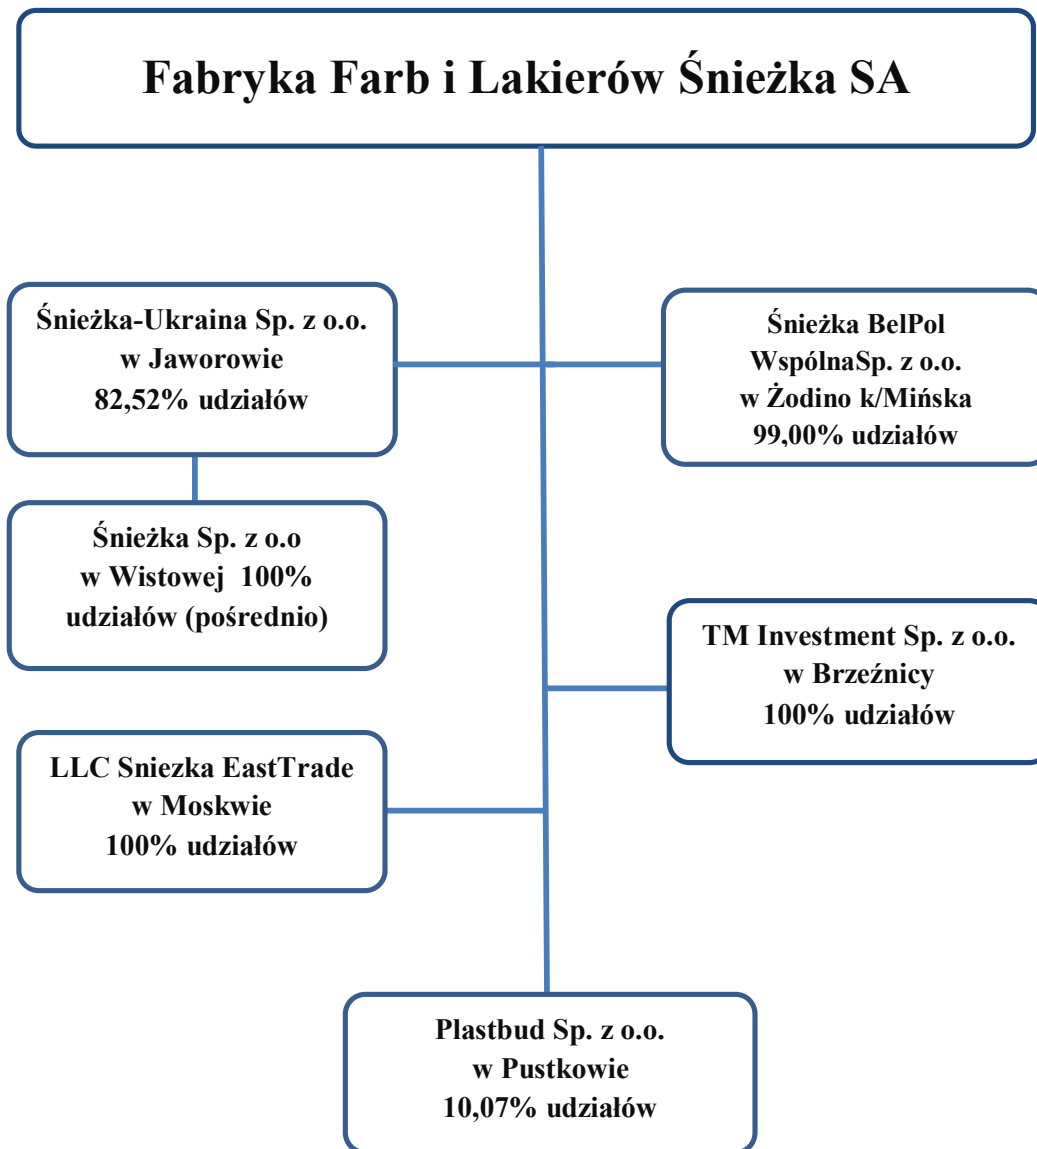 Fabryka Farb i Lakierów Śnieżka SA
Śnieżka-Ukraina Sp. z o.o.
w Jaworowie
82,52% udziałów
Śnieżka BelPol
WspólnaSp. z o.o.
w Żodino k/Mińska
99,00% udziałów
Śnieżka Sp. z o.o
w Wistowej 100%
udziałów (pośrednio)
TM Investment Sp. z o.o.
w Brzeźnicy
100% udziałów
LLC Sniezka EastTrade
w Moskwie
100% udziałów
Plastbud Sp. z o.o.
w Pustkowie
10,07% udziałów